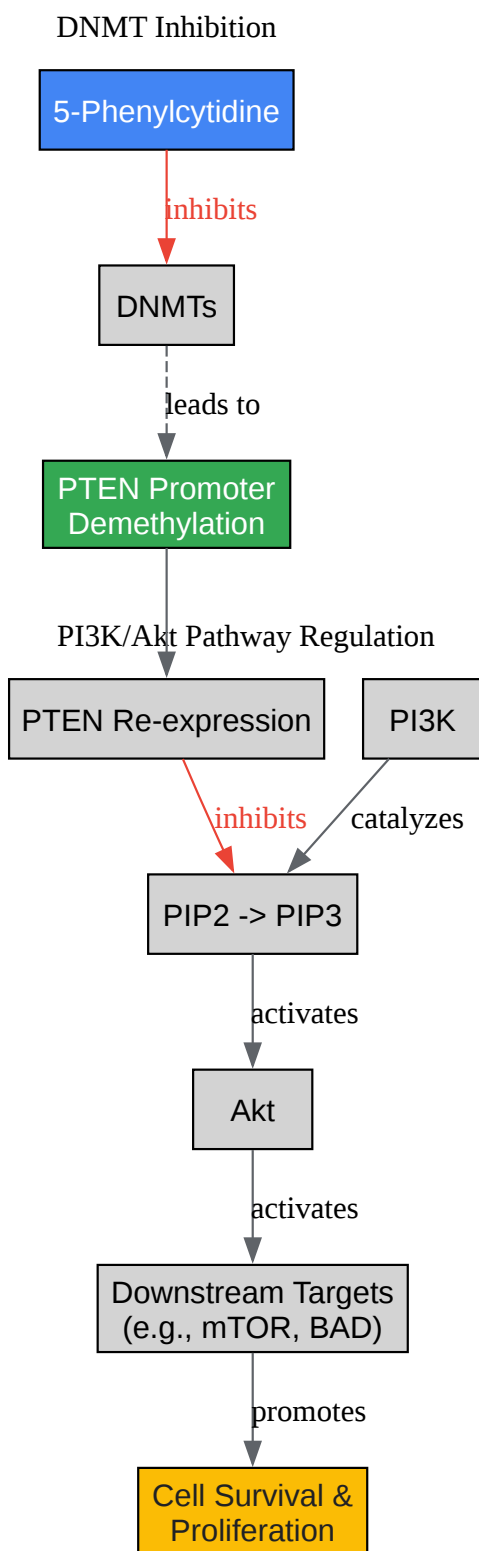 DNMT Inhibition
5-Phenylcytidine
inhibits
DNMTs
leads to
PTEN Promoter
Demethylation
PI3K/Akt Pathway Regulation
PTEN Re-expression
PI3K
inhibits
catalyzes
PIP2 -> PIP3
activates
Akt
activates
Downstream Targets
(e.g., mTOR, BAD)
promotes
Cell Survival &
Proliferation